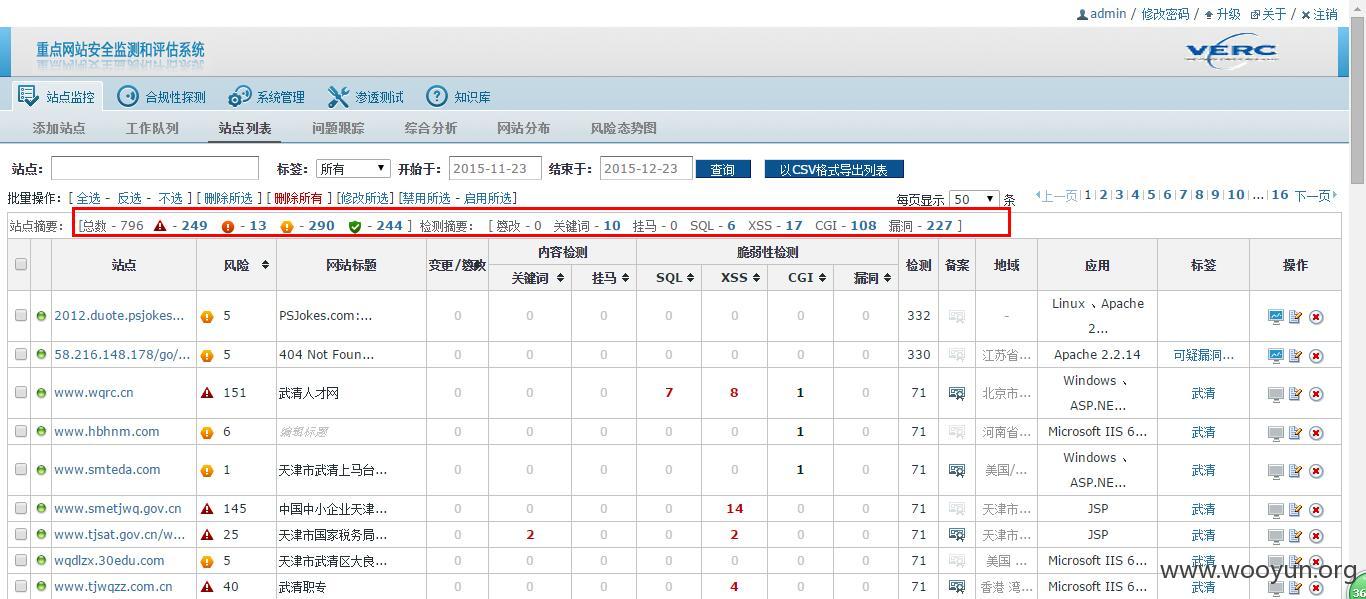 admin / 修改密码 / 升级 关于 / 注销
重点网站安全监测和评估系统
VERC
站点监控 合规性探测 系统管理 渗透测试 知识库
添加站点 工作队列 站点列表 问题跟踪 综合分析 网站分布 风险态势图
站点: 标签: 所有 开始于: 2015-11-23 结束于: 2015-12-23 查询 以CSV格式导出列表
批量操作: [ 全选 - 反选 - 不选 ] [ 删除所选 ] [ 删除所有 ] [修改所选] [禁用所选 - 启用所选] 每页显示 50 条 上一页 1 2 3 4 5 6 7 8 9 10 ... 16 下一页
站点摘要: [总数 - 796 - 249 - 13 - 290 - 244 ] 检测摘要: [ 篡改 - 0 关键词 - 10 挂马 - 0 SQL - 6 XSS - 17 CGI - 108 漏洞 - 227 ]
站点 风险 网站标题 变更/篡改 内容检测 脆弱性检测 检测 备案 地域 应用 标签 操作
关键词 挂马 SQL XSS CGI 漏洞
2012.duote.psjokes... 5 PSJokes.com:... 0 0 0 0 0 0 0 332 - Linux 、Apache 2...
58.216.148.178/go/... 5 404 Not Foun... 0 0 0 0 0 0 0 330 江苏省... Apache 2.2.14 可疑漏洞...
www.wqrc.cn 151 武清人才网 0 0 0 7 8 1 0 71 北京市... Windows 、ASP.NE... 武清
www.hbhnm.com 6 编辑标题 0 0 0 0 0 1 0 71 河南省... Microsoft IIS 6... 武清
www.smteda.com 1 天津市武清上马台... 0 0 0 0 0 1 0 71 美国/... Windows 、ASP.NE... 武清
www.smetjwq.gov.cn 145 中国中小企业天津... 0 0 0 0 14 0 0 71 天津市... JSP 武清
www.tjsat.gov.cn/w... 25 天津市国家税务局... 0 2 0 0 2 0 0 71 天津市... JSP 武清
wqdlzx.30edu.com 5 天津市武清区大良... 0 0 0 0 0 0 0 71 美国 ... Microsoft IIS 6... 武清
www.tjwqzz.com.cn 40 武清职专 0 0 0 0 4 0 0 71 香港 湾... Microsoft IIS 6... 武清
www.wooyun.org